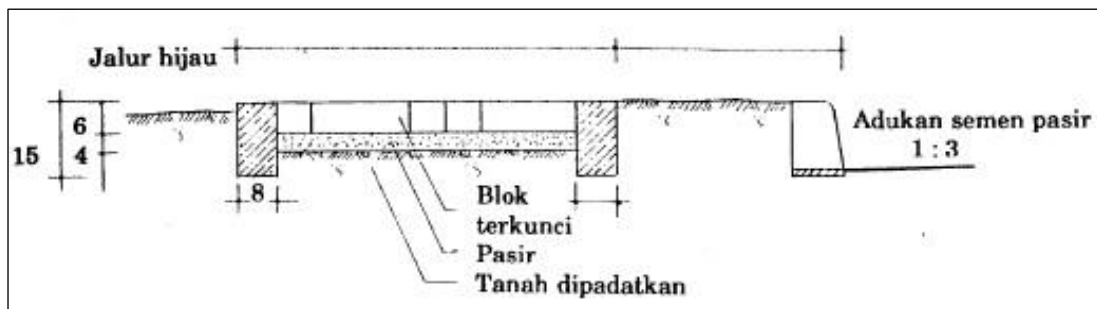 Jalur hijau
6
15
4
8
Adukan semen pasir
1 : 3
Blok
terkunci
Pasir
Tanah dipadatkan